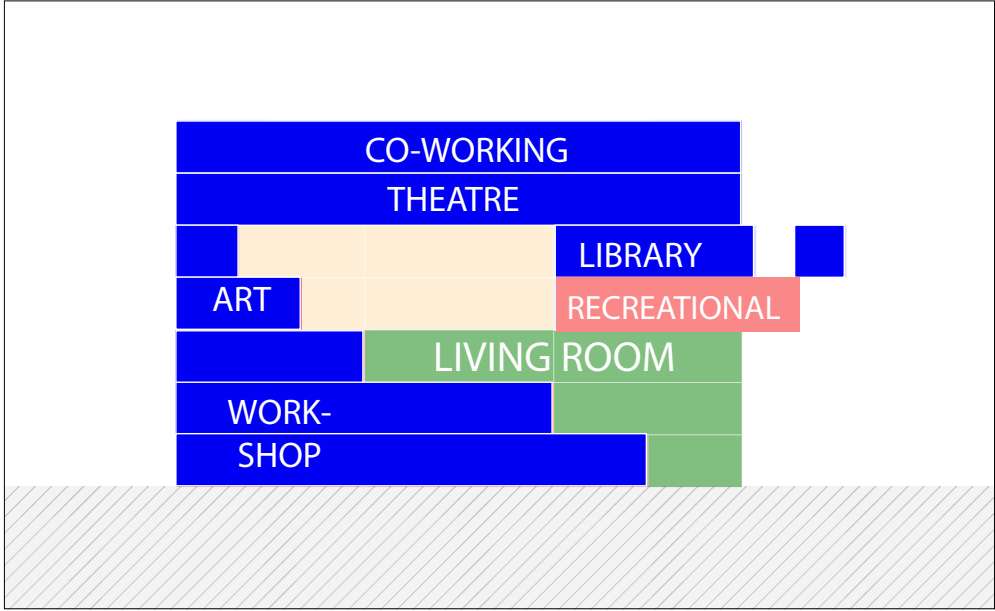 CO-WORKING
THEATRE
LIBRARY
ART
RECREATIONAL
LIVING ROOM
WORK-
SHOP